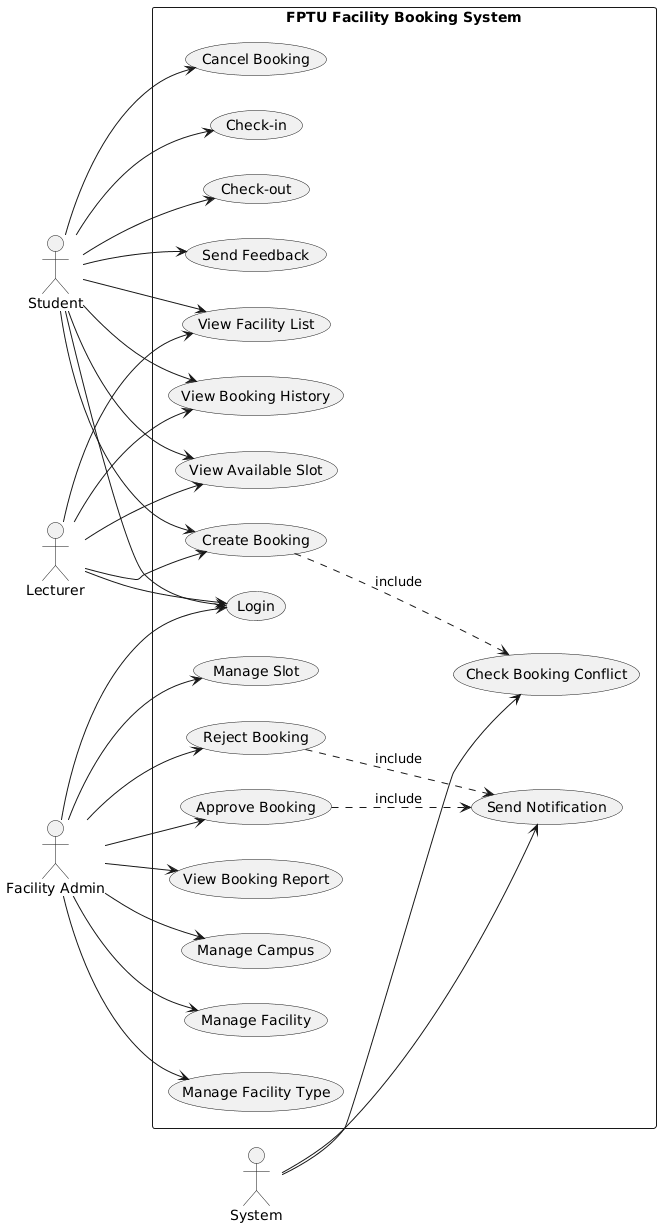 FPTU Facility Booking System
Cancel Booking
Check-in
Check-out
Send Feedback
Student
View Facility List
View Booking History
View Available Slot
Create Booking
include
Lecturer
Login
Manage Slot
Check Booking Conflict
Reject Booking
include
Approve Booking
include
Send Notification
Facility Admin
View Booking Report
Manage Campus
Manage Facility
Manage Facility Type
System